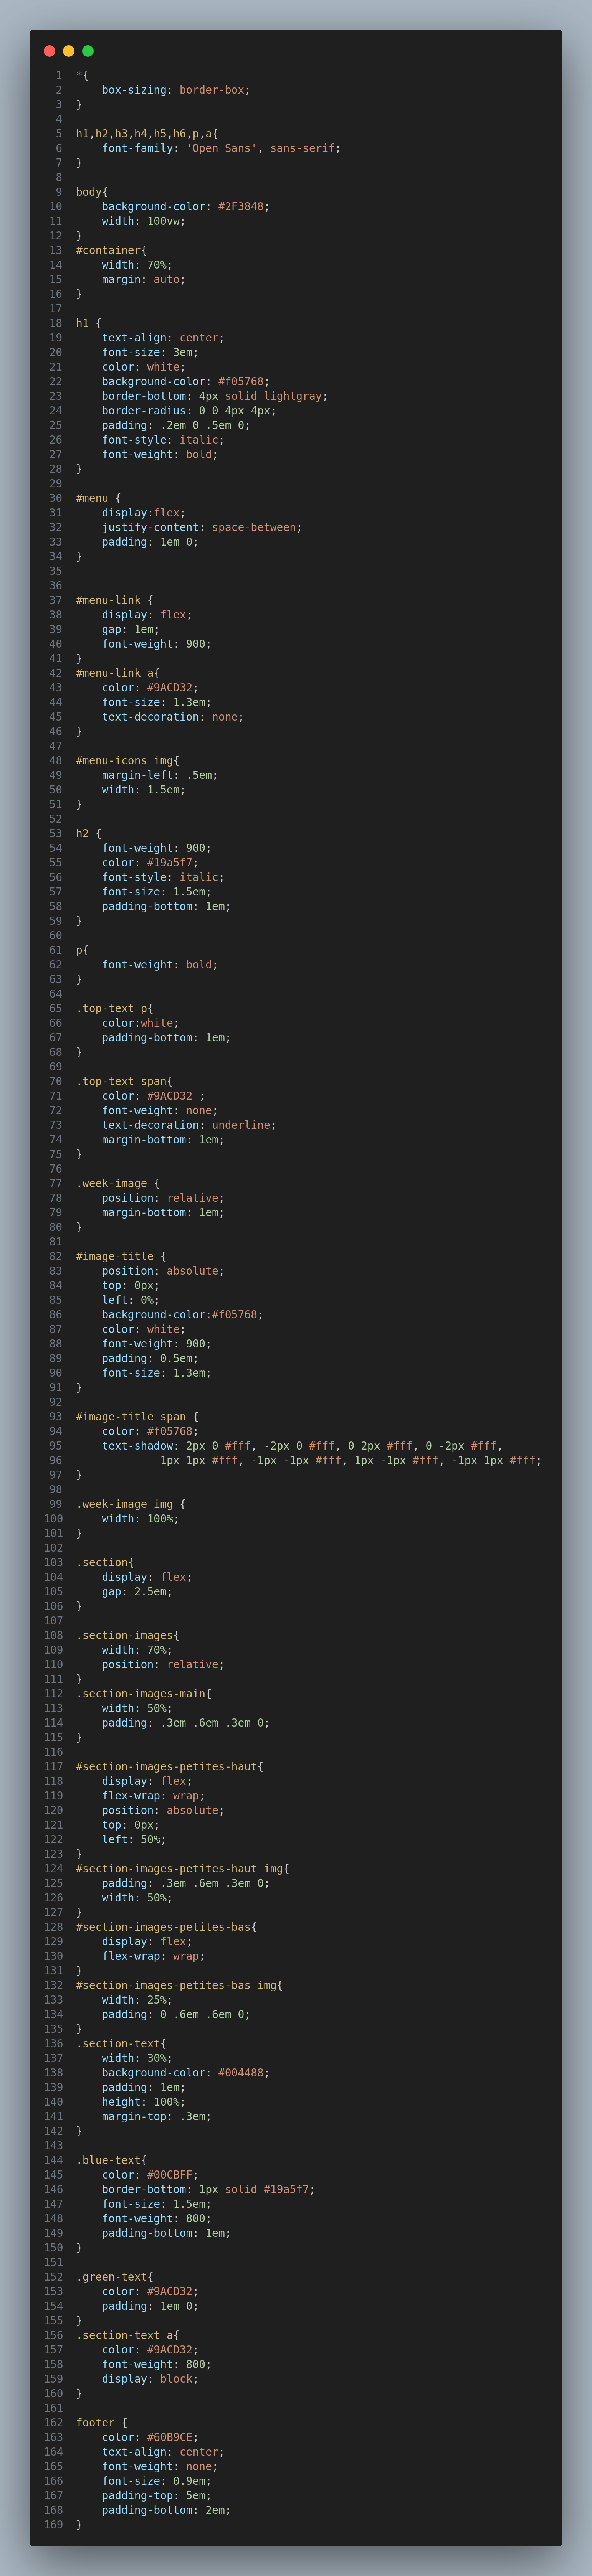 1 *{
2     box-sizing: border-box;
3 }
4
5 h1,h2,h3,h4,h5,h6,p,a{
6     font-family: 'Open Sans', sans-serif;
7 }
8
9 body{
10     background-color: #2F3848;
11     width: 100vw;
12 }
13 #container{
14     width: 70%;
15     margin: auto;
16 }
17
18 h1 {
19     text-align: center;
20     font-size: 3em;
21     color: white;
22     background-color: #f05768;
23     border-bottom: 4px solid lightgray;
24     border-radius: 0 0 4px 4px;
25     padding: .2em 0 .5em 0;
26     font-style: italic;
27     font-weight: bold;
28 }
29
30 #menu {
31     display:flex;
32     justify-content: space-between;
33     padding: 1em 0;
34 }
35
36
37 #menu-link {
38     display: flex;
39     gap: 1em;
40     font-weight: 900;
41 }
42 #menu-link a{
43     color: #9ACD32;
44     font-size: 1.3em;
45     text-decoration: none;
46 }
47
48 #menu-icons img{
49     margin-left: .5em;
50     width: 1.5em;
51 }
52
53 h2 {
54     font-weight: 900;
55     color: #19a5f7;
56     font-style: italic;
57     font-size: 1.5em;
58     padding-bottom: 1em;
59 }
60
61 p{
62     font-weight: bold;
63 }
64
65 .top-text p{
66     color:white;
67     padding-bottom: 1em;
68 }
69
70 .top-text span{
71     color: #9ACD32 ;
72     font-weight: none;
73     text-decoration: underline;
74     margin-bottom: 1em;
75 }
76
77 .week-image {
78     position: relative;
79     margin-bottom: 1em;
80 }
81
82 #image-title {
83     position: absolute;
84     top: 0px;
85     left: 0%;
86     background-color:#f05768;
87     color: white;
88     font-weight: 900;
89     padding: 0.5em;
90     font-size: 1.3em;
91 }
92
93 #image-title span {
94     color: #f05768;
95     text-shadow: 2px 0 #fff, -2px 0 #fff, 0 2px #fff, 0 -2px #fff,
96              1px 1px #fff, -1px -1px #fff, 1px -1px #fff, -1px 1px #fff;
97 }
98
99 .week-image img {
100     width: 100%;
101 }
102
103 .section{
104     display: flex;
105     gap: 2.5em;
106 }
107
108 .section-images{
109     width: 70%;
110     position: relative;
111 }
112 .section-images-main{
113     width: 50%;
114     padding: .3em .6em .3em 0;
115 }
116
117 #section-images-petites-haut{
118     display: flex;
119     flex-wrap: wrap;
120     position: absolute;
121     top: 0px;
122     left: 50%;
123 }
124 #section-images-petites-haut img{
125     padding: .3em .6em .3em 0;
126     width: 50%;
127 }
128 #section-images-petites-bas{
129     display: flex;
130     flex-wrap: wrap;
131 }
132 #section-images-petites-bas img{
133     width: 25%;
134     padding: 0 .6em .6em 0;
135 }
136 .section-text{
137     width: 30%;
138     background-color: #004488;
139     padding: 1em;
140     height: 100%;
141     margin-top: .3em;
142 }
143
144 .blue-text{
145     color: #00CBFF;
146     border-bottom: 1px solid #19a5f7;
147     font-size: 1.5em;
148     font-weight: 800;
149     padding-bottom: 1em;
150 }
151
152 .green-text{
153     color: #9ACD32;
154     padding: 1em 0;
155 }
156 .section-text a{
157     color: #9ACD32;
158     font-weight: 800;
159     display: block;
160 }
161
162 footer {
163     color: #60B9CE;
164     text-align: center;
165     font-weight: none;
166     font-size: 0.9em;
167     padding-top: 5em;
168     padding-bottom: 2em;
169 }